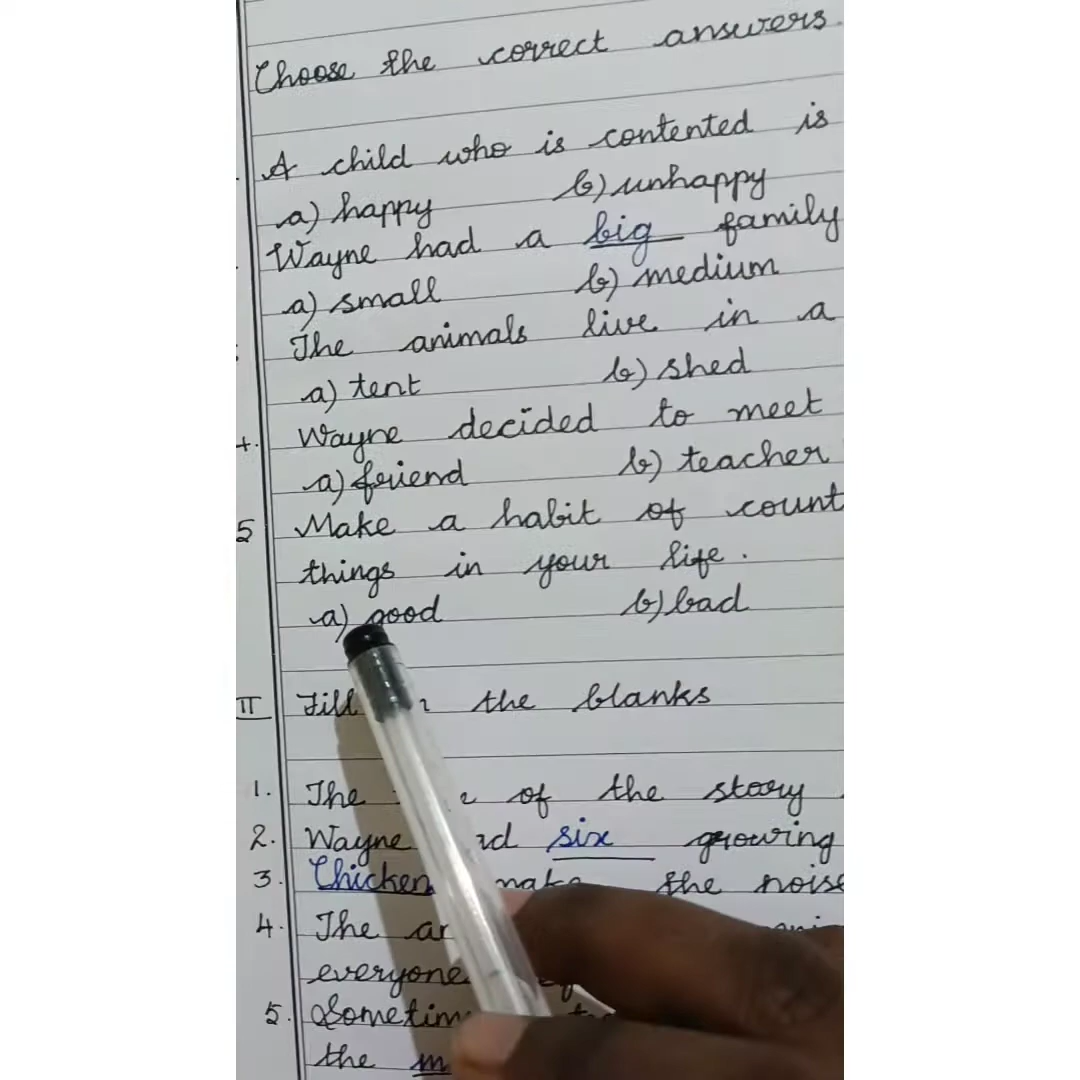 Choose the correct answers.
A child who is contented is
a) happy b) unhappy
Wayne had a big family
a) small b) medium
The animals live in a
a) tent b) shed
4. Wayne decided to meet
a) friend b) teacher
5 Make a habit of count
things in your life.
a) good b) bad
II Fill the blanks
1. The of the story
2. Wayne six growing
3. Chicken the noise
4. The
everyone
5. Sometim
the